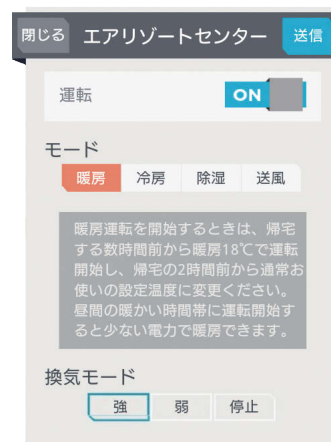 閉じる エアリゾートセンター 送信
運転 ON
モード
暖房 冷房 除湿 送風
暖房運転を開始するときは、帰宅
する数時間前から暖房18℃で運転
開始し、帰宅の2時間前から通常お
使いの設定温度に変更ください。
昼間の暖かい時間帯に運転開始す
ると少ない電力で暖房できます。
換気モード
強 弱 停止